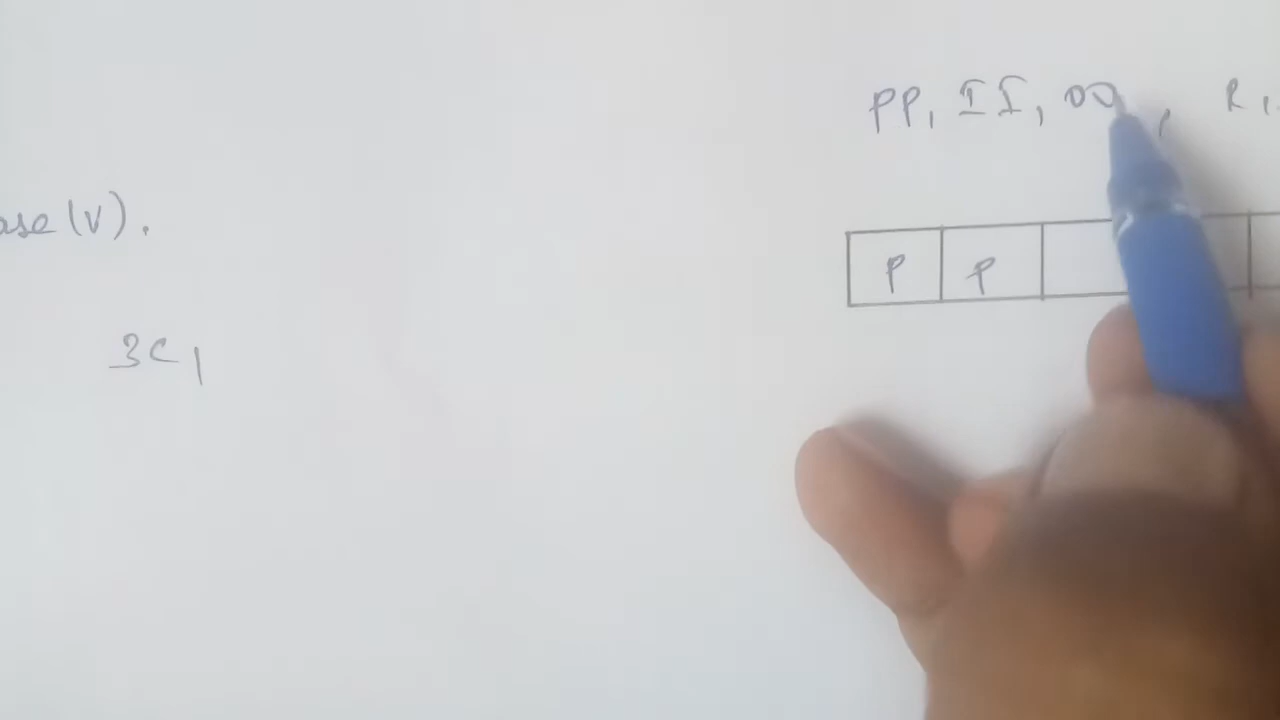 PP, II, OO, R,
ase (V).
P P
3C1